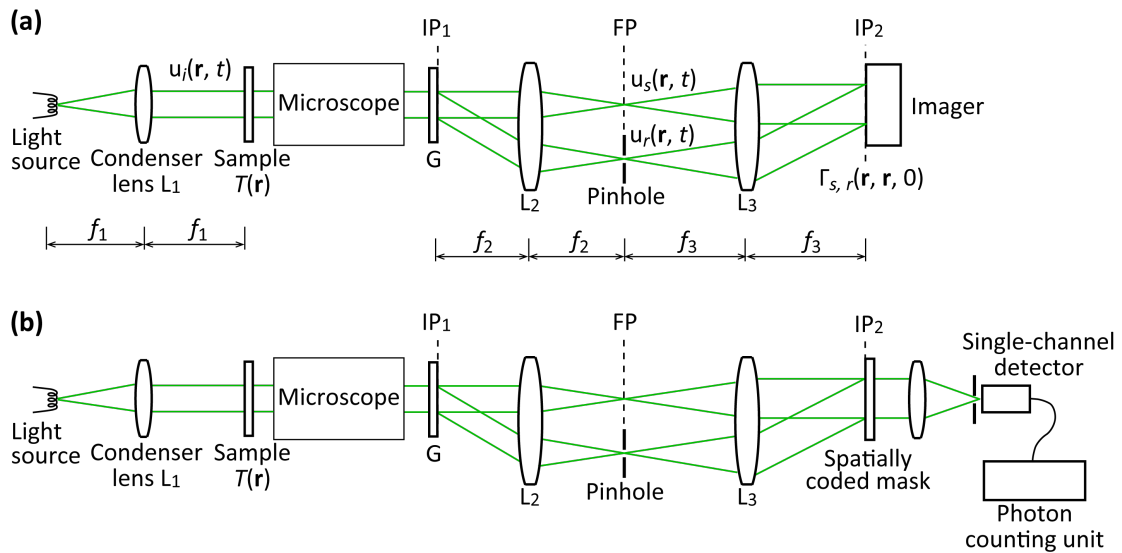 (a)
IP1
FP
IP2
ui(r, t)
us(r, t)
Microscope
Imager
ur(r, t)
Light
source
Condenser
lens L1
Sample
T(r)
G
L2
Pinhole
L3
Γs, r(r, r, 0)
f1
f1
f2
f2
f3
f3
(b)
IP1
FP
IP2
Single-channel
detector
Microscope
Light
source
Condenser
lens L1
Sample
T(r)
G
L2
Pinhole
L3
Spatially
coded mask
Photon
counting unit